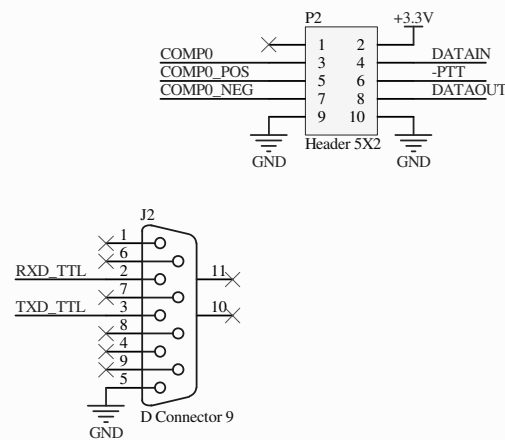 P2
+3.3V
1 2
COMP0 3 4 DATAIN
COMP0_POS 5 6 -PTT
COMP0_NEG 7 8 DATAOUT
9 10
GND Header 5X2 GND
J2
1
6
RXD_TTL 2 11
7
TXD_TTL 3 10
8
4
9
5
GND D Connector 9